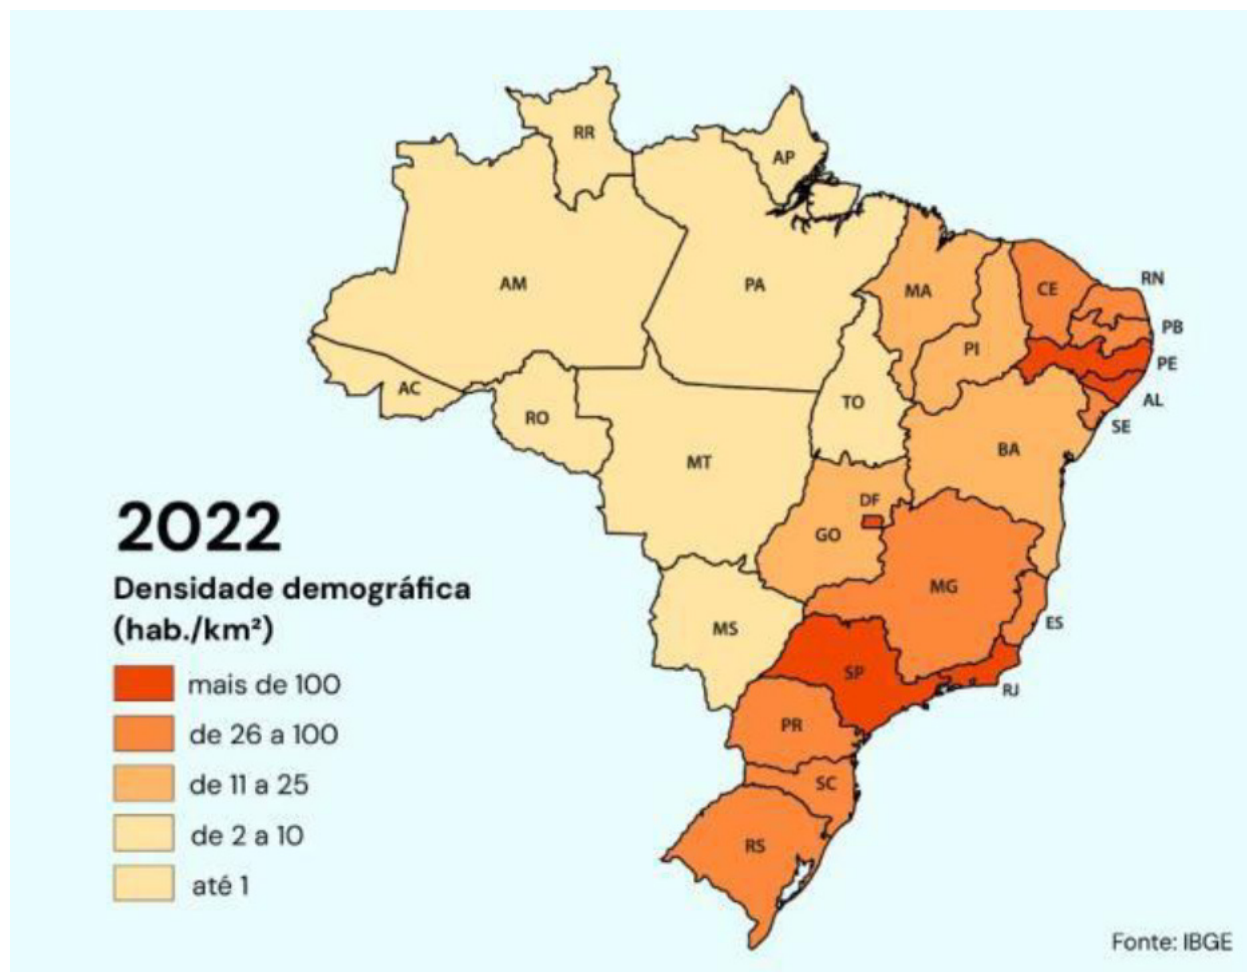 RR
AP
AM
PA
MA
CE
RN
PB
PI
PE
AC
TO
AL
RO
SE
BA
MT
DF
GO
2022
Densidade demográfica
(hab./km²)
MG
MS
ES
SP
RJ
mais de 100
PR
de 26 a 100
SC
de 11 a 25
RS
de 2 a 10
até 1
Fonte: IBGE